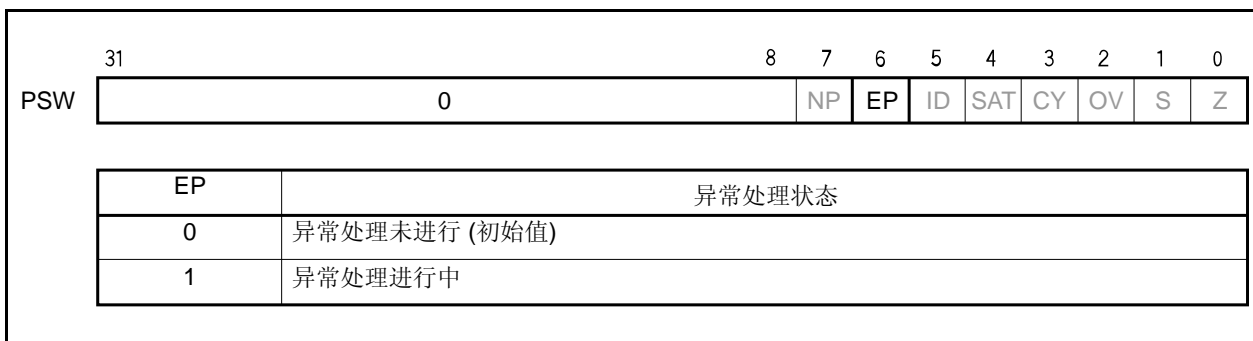 31 8 7 6 5 4 3 2 1 0
PSW 0 NP EP ID SAT CY OV S Z
EP 异常处理状态
0 异常处理未进行 (初始值)
1 异常处理进行中